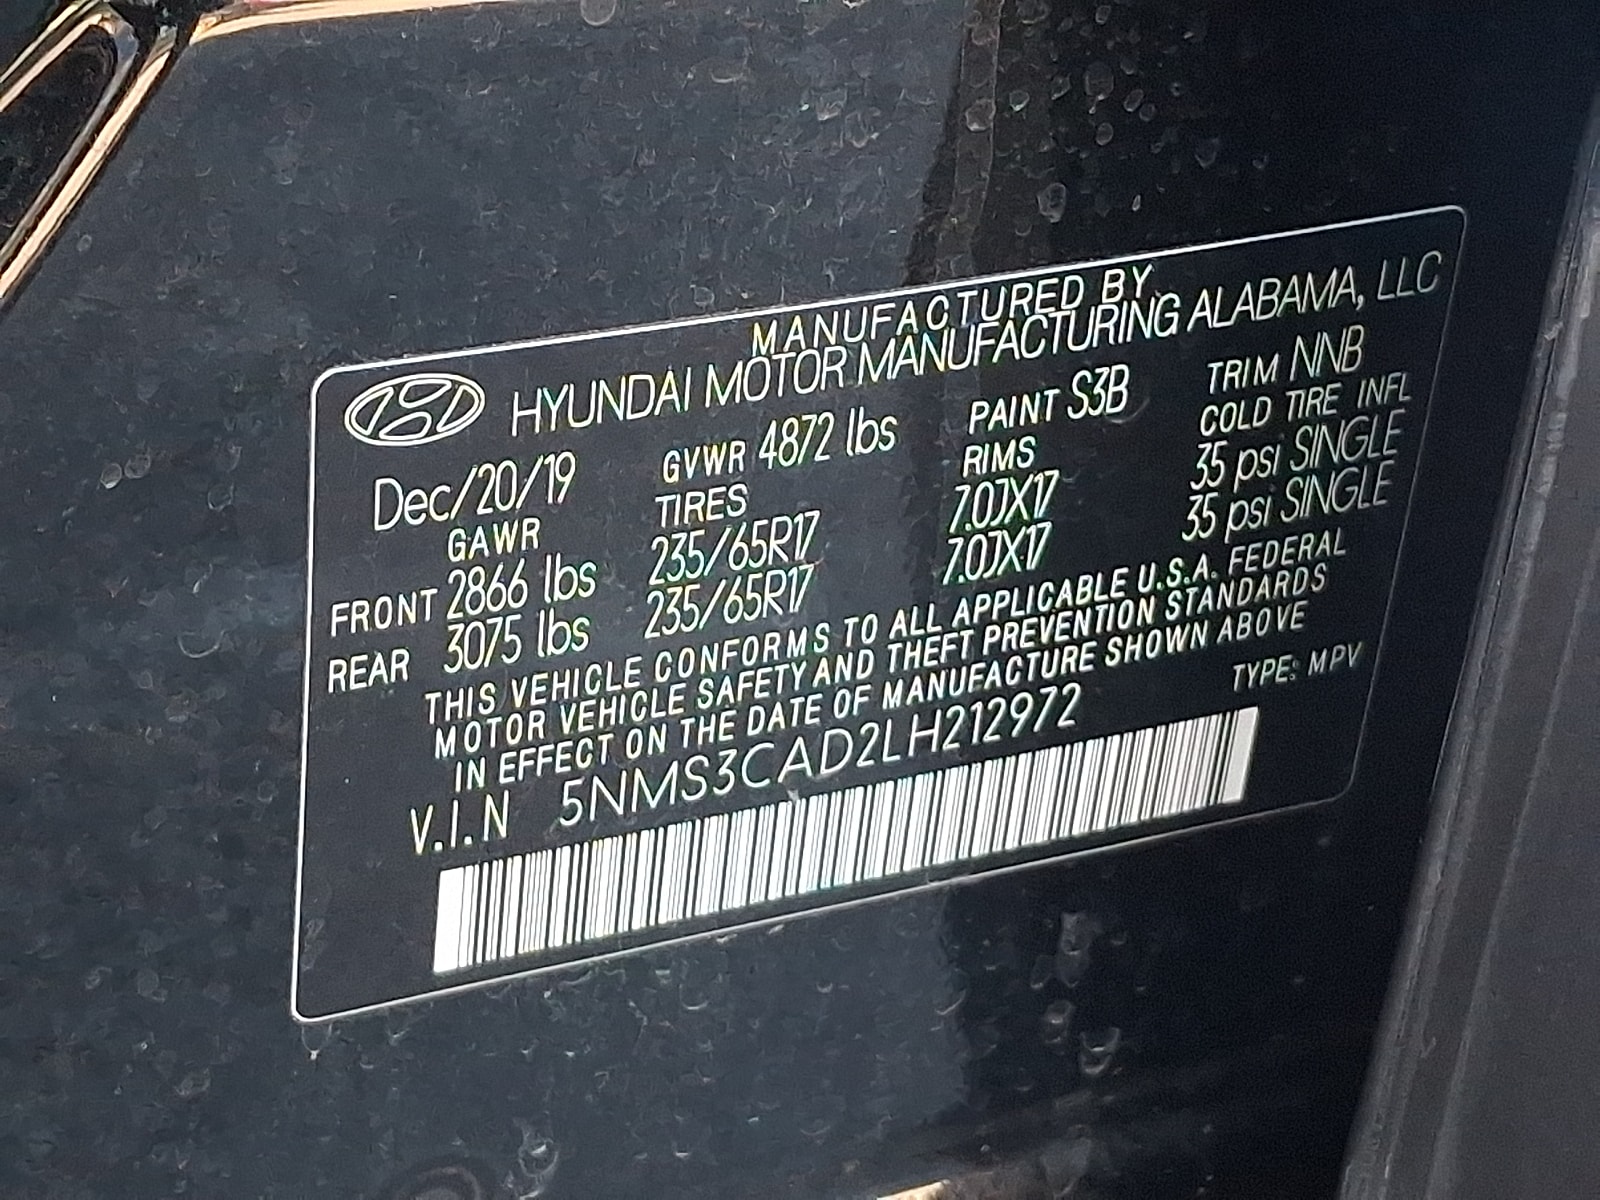 MANUFACTURED BY
HYUNDAI MOTOR MANUFACTURING ALABAMA, LLC
Dec/20/19 GVWR 4872 lbs PAINT S3B TRIM NNB
GAWR TIRES RIMS COLD TIRE INFL
FRONT 2866 lbs 235/65R17 7.0JX17 35 psi SINGLE
REAR 3075 lbs 235/65R17 7.0JX17 35 psi SINGLE
THIS VEHICLE CONFORMS TO ALL APPLICABLE U.S.A. FEDERAL
MOTOR VEHICLE SAFETY AND THEFT PREVENTION STANDARDS
IN EFFECT ON THE DATE OF MANUFACTURE SHOWN ABOVE
V.I.N 5NMS3CAD2LH212972 TYPE: MPV